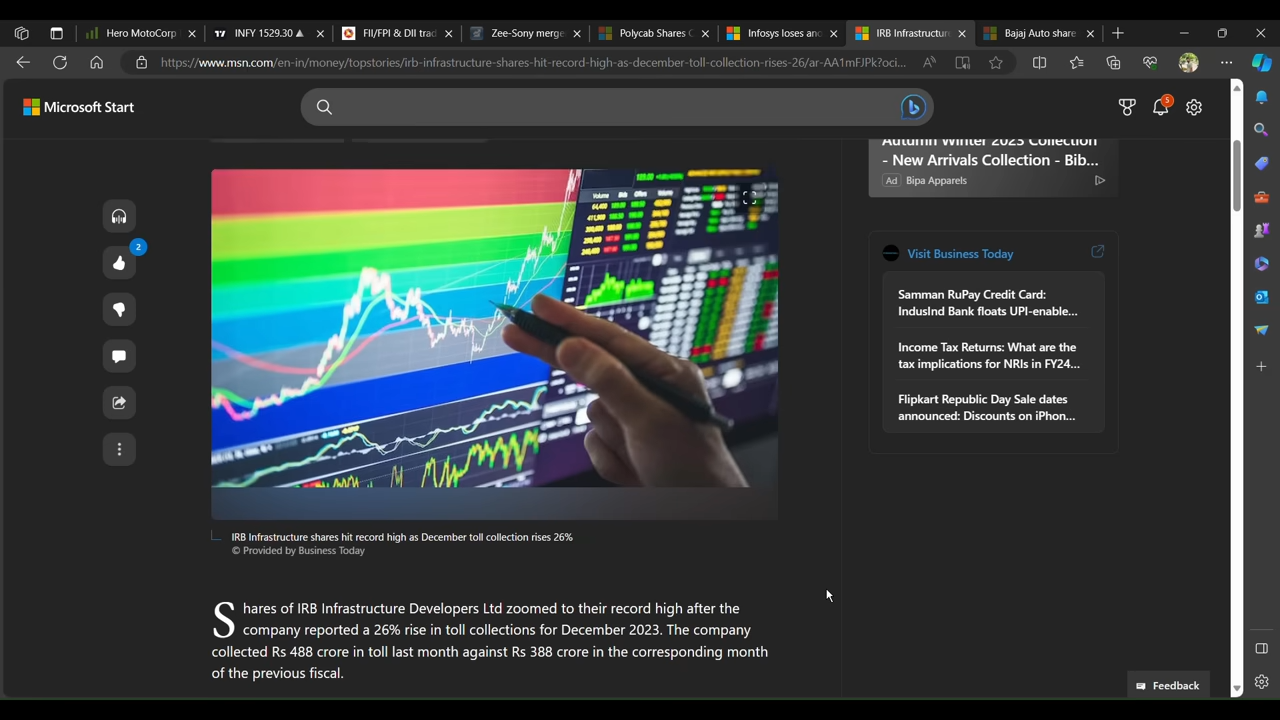 Hero MotoCorp
INFY 1529.30 ▲
FII/FPI & DII trad
Zee-Sony merge
Polycab Shares C
Infosys loses an
IRB Infrastructur
Bajaj Auto share
https://www.msn.com/en-in/money/topstories/irb-infrastructure-shares-hit-record-high-as-december-toll-collection-rises-26/ar-AA1mFJPk?oci...
Microsoft Start
5
Autumn Winter 2023 Collection
- New Arrivals Collection - Bib...
Ad Bipa Apparels
2
Visit Business Today
Samman RuPay Credit Card:
IndusInd Bank floats UPI-enable...
Income Tax Returns: What are the
tax implications for NRIs in FY24...
Flipkart Republic Day Sale dates
announced: Discounts on iPhon...
Volume Bids Offers Volume
IRB Infrastructure shares hit record high as December toll collection rises 26%
© Provided by Business Today
Shares of IRB Infrastructure Developers Ltd zoomed to their record high after the
company reported a 26% rise in toll collections for December 2023. The company
collected Rs 488 crore in toll last month against Rs 388 crore in the corresponding month
of the previous fiscal.
Feedback